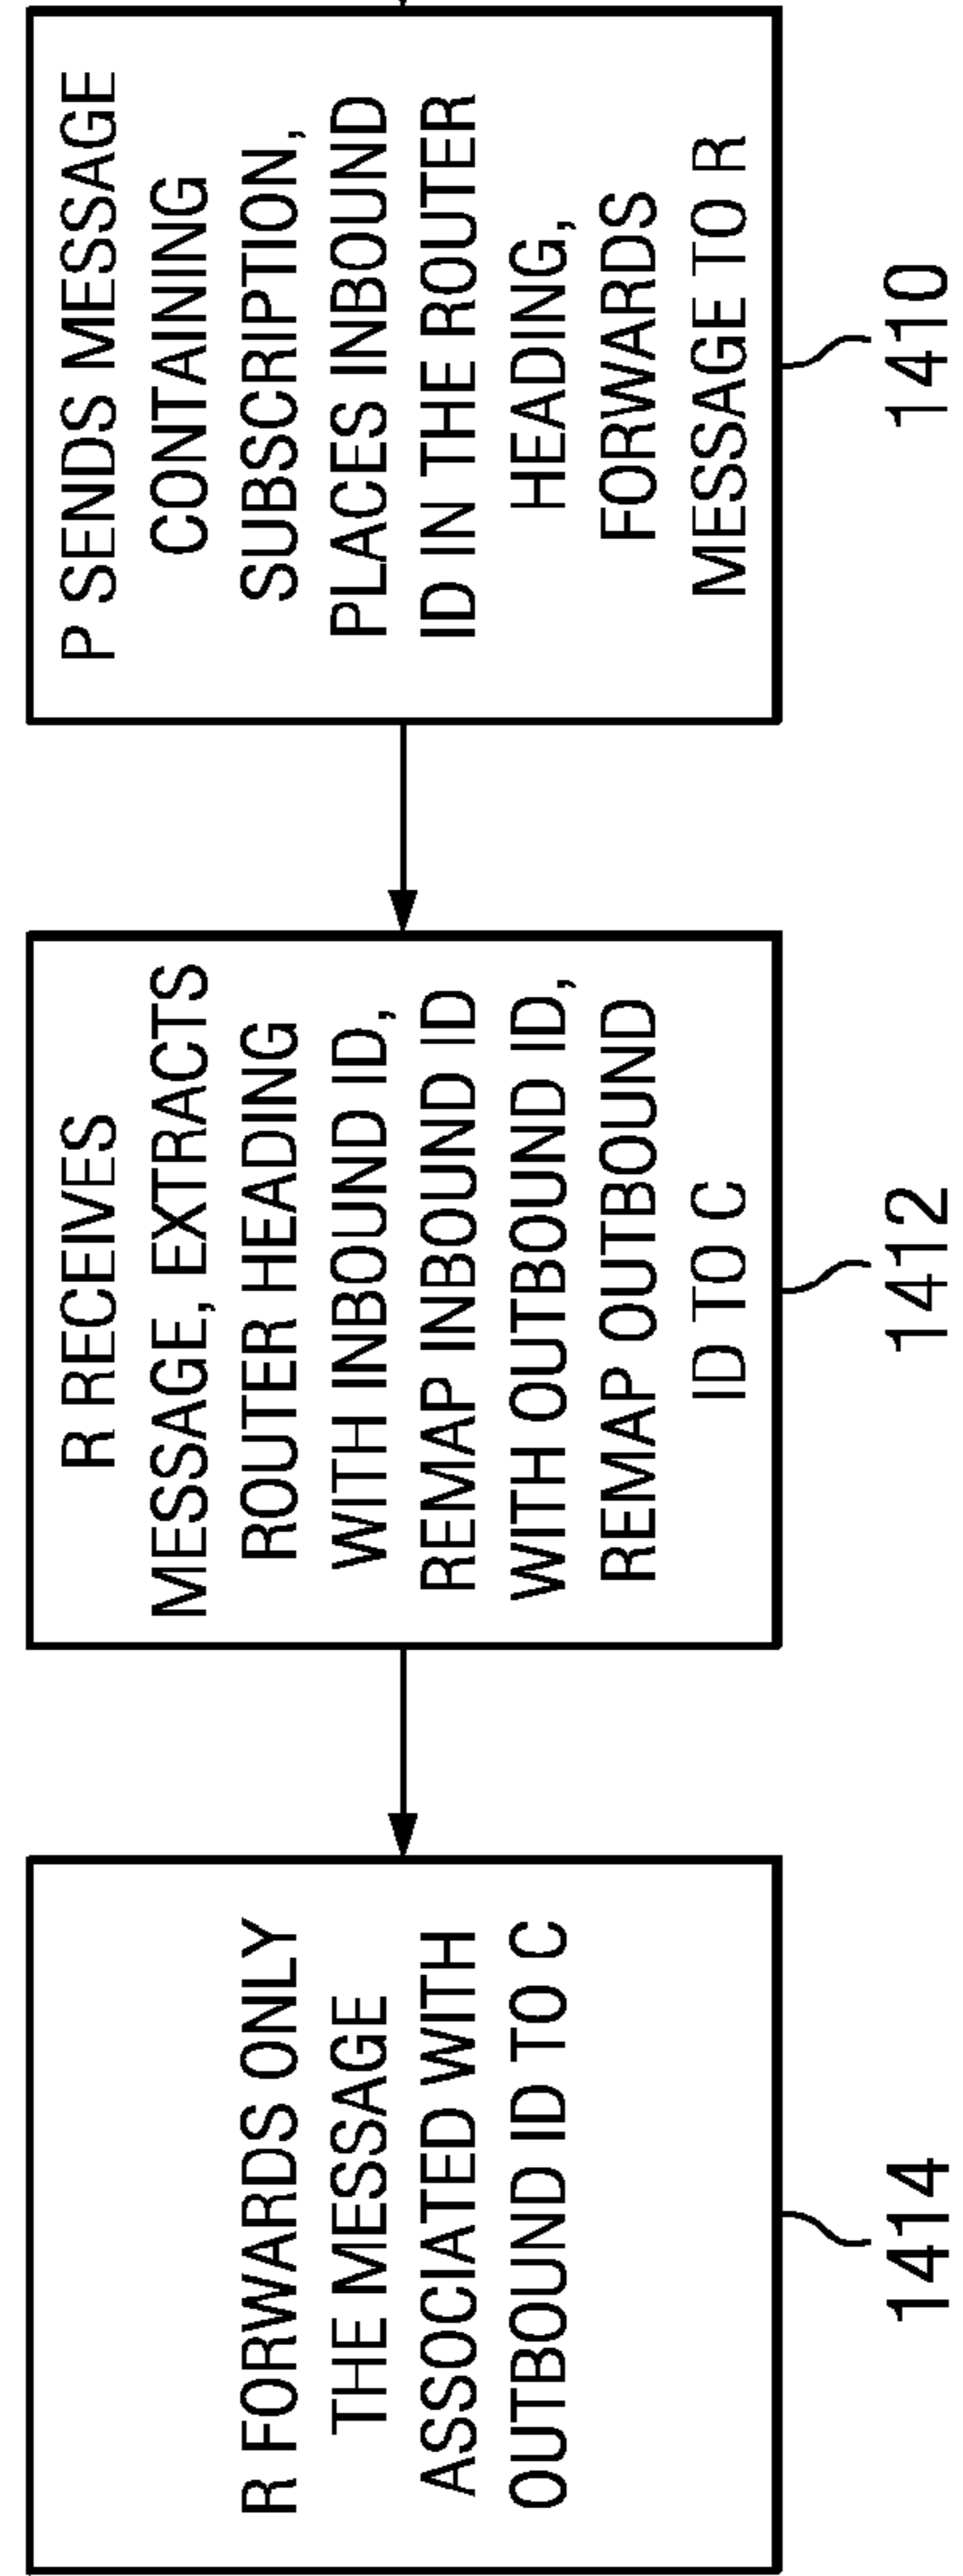 P SENDS MESSAGE
CONTAINING
SUBSCRIPTION,
PLACES INBOUND
ID IN THE ROUTER
HEADING,
FORWARDS
MESSAGE TO R
1410
R RECEIVES
MESSAGE, EXTRACTS
ROUTER HEADING
WITH INBOUND ID,
REMAP INBOUND ID
WITH OUTBOUND ID,
REMAP OUTBOUND
ID TO C
1412
R FORWARDS ONLY
THE MESSAGE
ASSOCIATED WITH
OUTBOUND ID TO C
1414